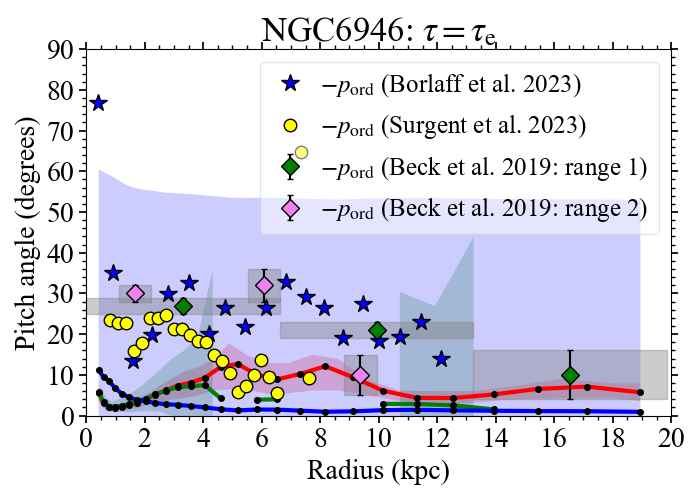 NGC6946: τ = τe
Pitch angle (degrees)
90
80
70
60
50
40
30
20
10
0
−pord (Borlaff et al. 2023)
−pord (Surgent et al. 2023)
−pord (Beck et al. 2019: range 1)
−pord (Beck et al. 2019: range 2)
0 2 4 6 8 10 12 14 16 18 20
Radius (kpc)